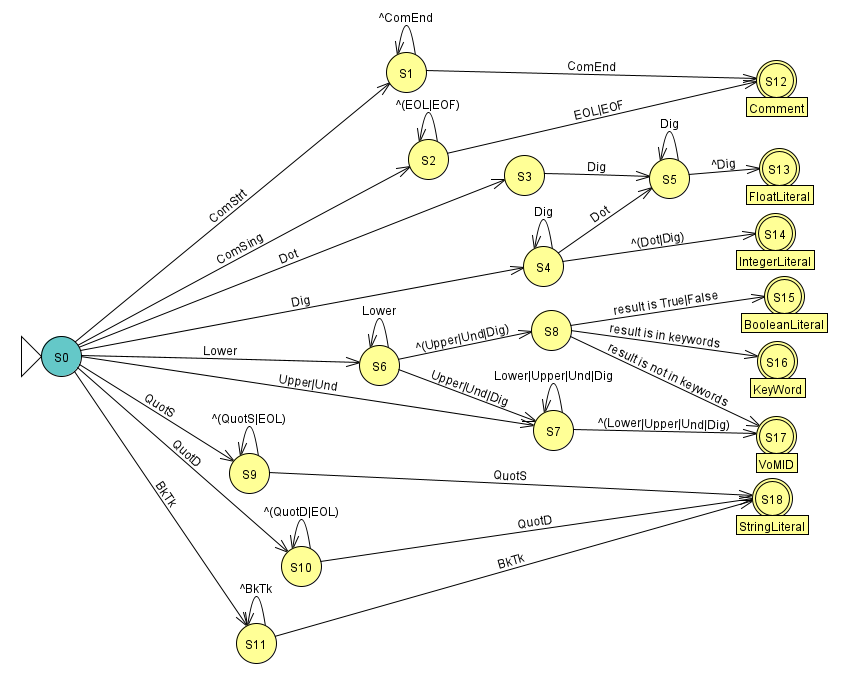 ^ComEnd
S1
ComEnd
S12
Comment
^(EOL|EOF)
S2
EOL|EOF
ComStrt
ComSing
Dot
S3
Dig
Dig
S5
^Dig
S13
FloatLiteral
Dig
S4
Dig
Dot
^(Dot|Dig)
S14
IntegerLiteral
S0
Lower
Lower
S6
^(Upper|Und|Dig)
S8
result is True|False
S15
BooleanLiteral
result is in keywords
S16
KeyWord
result is not in keywords
Upper|Und
Upper|Und|Dig
Lower|Upper|Und|Dig
S7
^(Lower|Upper|Und|Dig)
S17
VoMID
QuotS
^(QuotS|EOL)
S9
QuotS
S18
StringLiteral
QuotD
^(QuotD|EOL)
S10
QuotD
BkTk
^BkTk
S11
BkTk